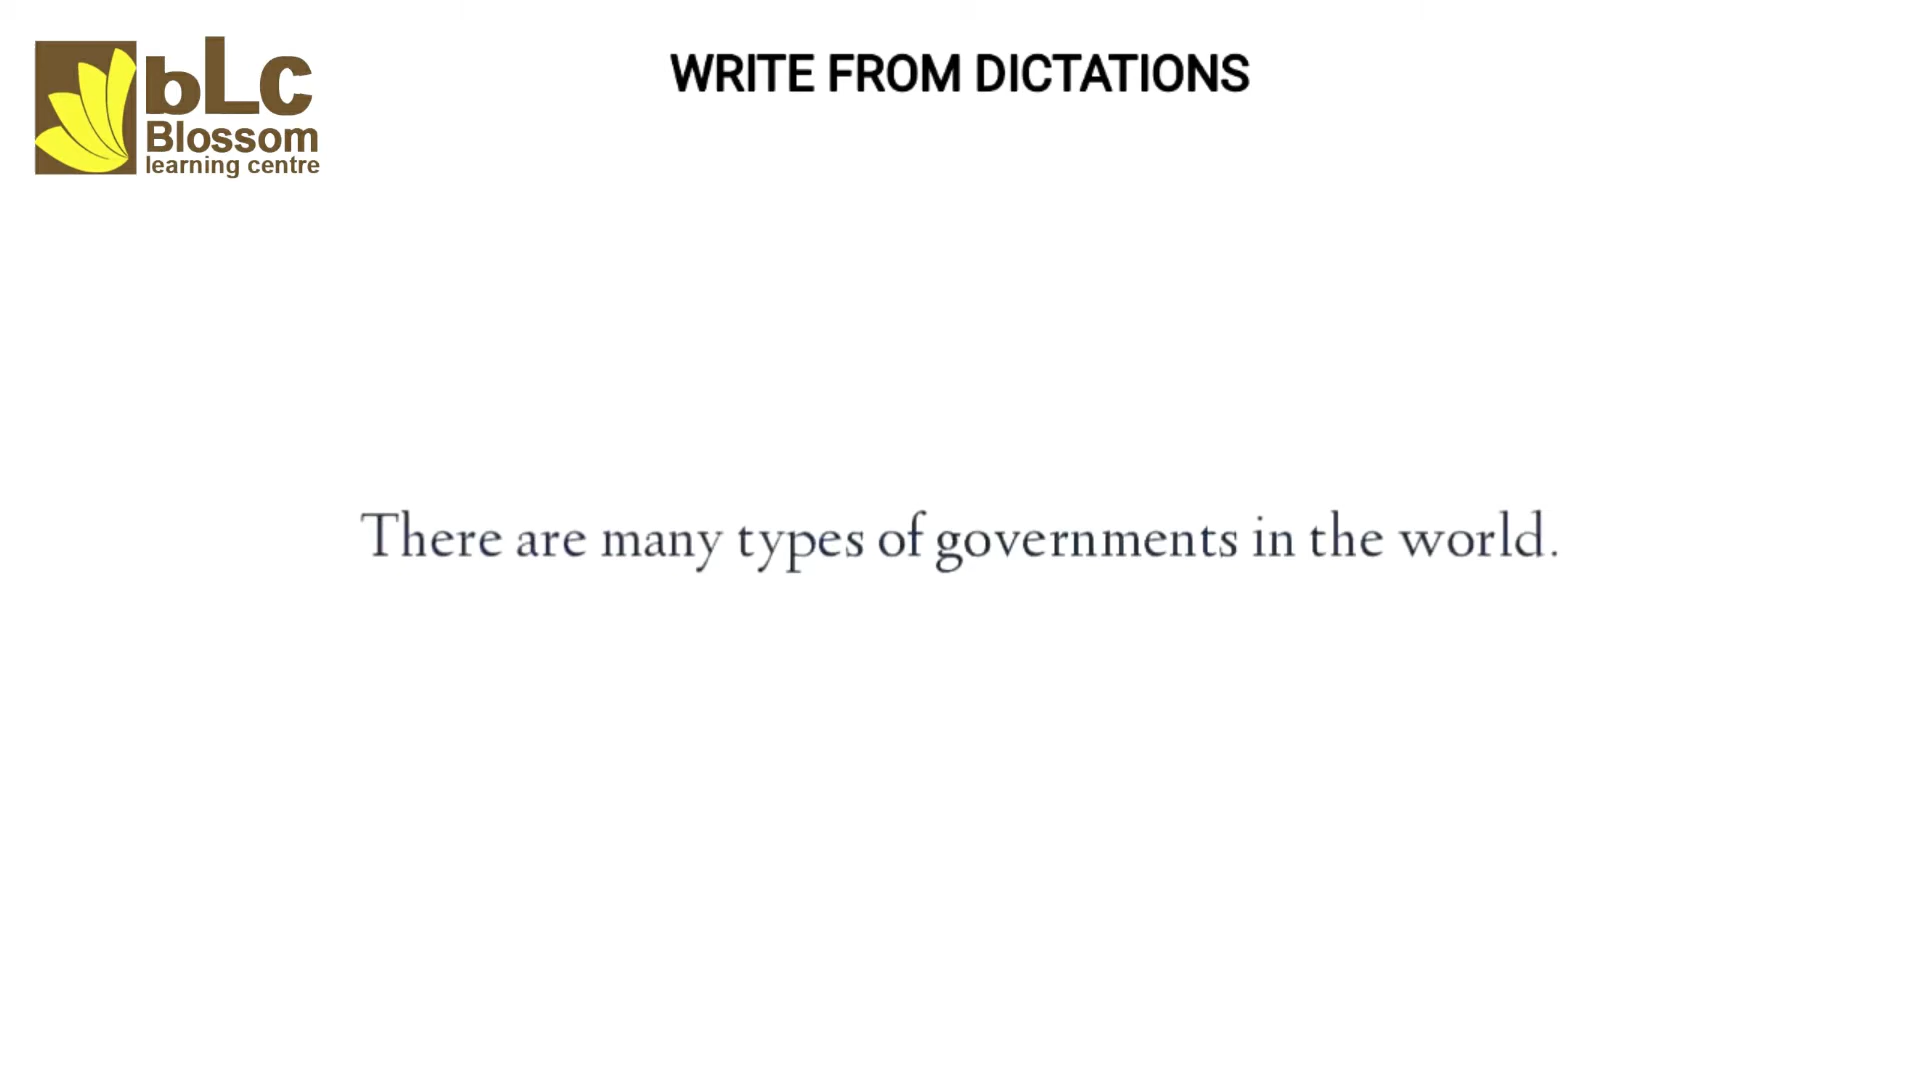 WRITE FROM DICTATIONS
bLc
Blossom
learning centre
There are many types of governments in the world.